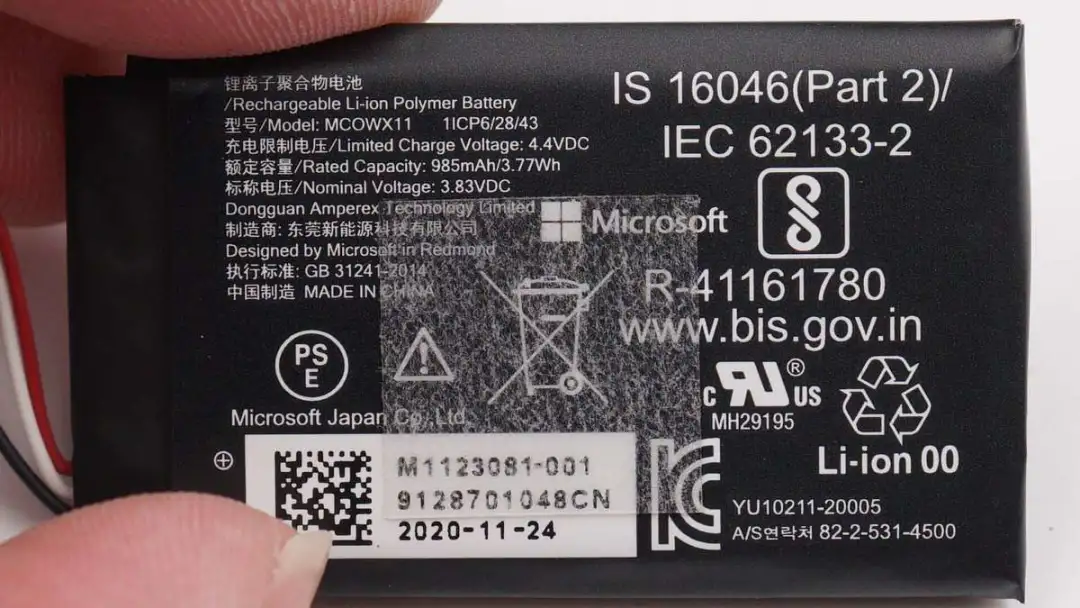 锂离子聚合物电池
/Rechargeable Li-ion Polymer Battery
型号/Model: MCOWX11 1ICP6/28/43
充电限制电压/Limited Charge Voltage: 4.4VDC
额定容量/Rated Capacity: 985mAh/3.77Wh
标称电压/Nominal Voltage: 3.83VDC
Dongguan Amperex Technology Limited
制造商: 东莞新能源科技有限公司
Designed by Microsoft in Redmond
执行标准: GB 31241-2014
中国制造 MADE IN CHINA
PS
E
Microsoft Japan Co.,Ltd.
M1123081-001
9128701048CN
2020-11-24
IS 16046(Part 2)/
IEC 62133-2
Microsoft
R-41161780
www.bis.gov.in
c RU® US
MH29195
Li-ion 00
KC
YU10211-20005
A/S연락처 82-2-531-4500